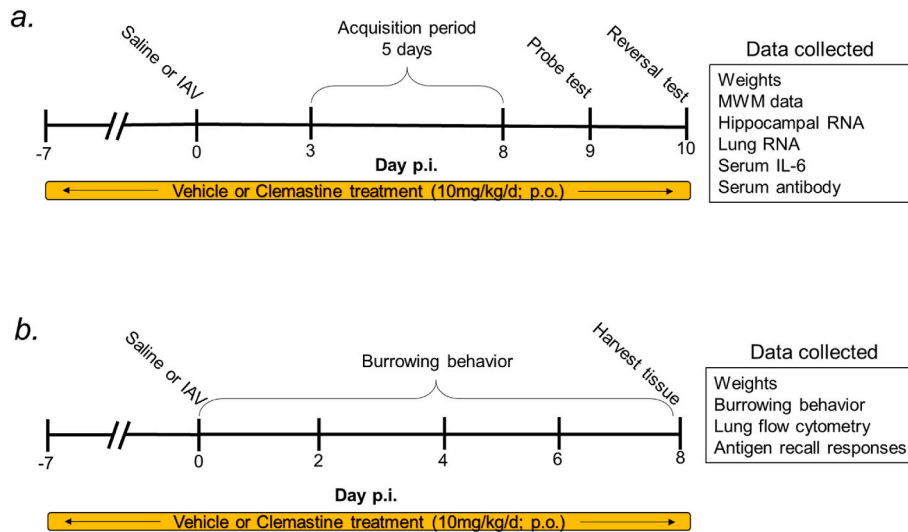 a.
Saline or IAV
Acquisition period
5 days
Probe test
Reversal test
-7
0
3
8
9
10
Day p.i.
Vehicle or Clemastine treatment (10mg/kg/d; p.o.)
Data collected
Weights
MWM data
Hippocampal RNA
Lung RNA
Serum IL-6
Serum antibody
b.
Saline or IAV
Burrowing behavior
Harvest tissue
-7
0
2
4
6
8
Day p.i.
Vehicle or Clemastine treatment (10mg/kg/d; p.o.)
Data collected
Weights
Burrowing behavior
Lung flow cytometry
Antigen recall responses